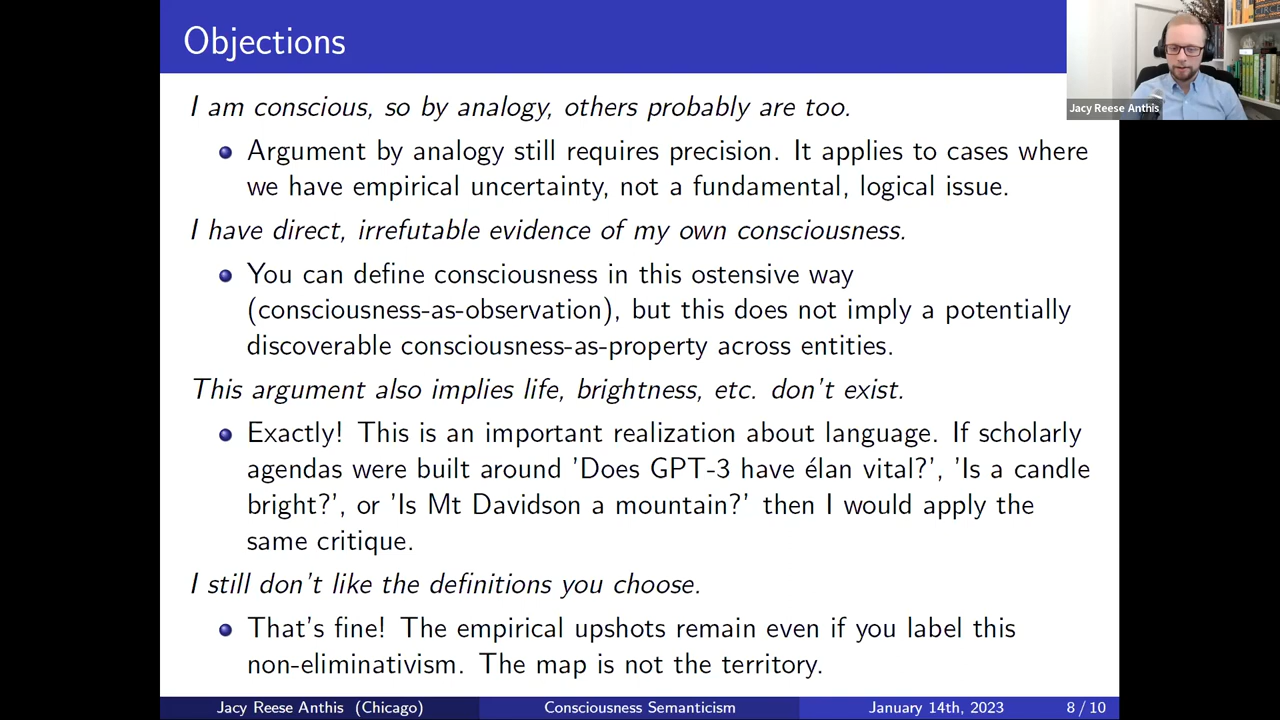 Objections
Jacy Reese Anthis
I am conscious, so by analogy, others probably are too.
Argument by analogy still requires precision. It applies to cases where
we have empirical uncertainty, not a fundamental, logical issue.
I have direct, irrefutable evidence of my own consciousness.
You can define consciousness in this ostensive way
(consciousness-as-observation), but this does not imply a potentially
discoverable consciousness-as-property across entities.
This argument also implies life, brightness, etc. don't exist.
Exactly! This is an important realization about language. If scholarly
agendas were built around 'Does GPT-3 have élan vital?', 'Is a candle
bright?', or 'Is Mt Davidson a mountain?' then I would apply the
same critique.
I still don't like the definitions you choose.
That's fine! The empirical upshots remain even if you label this
non-eliminativism. The map is not the territory.
Jacy Reese Anthis (Chicago) Consciousness Semanticism January 14th, 2023 8 / 10